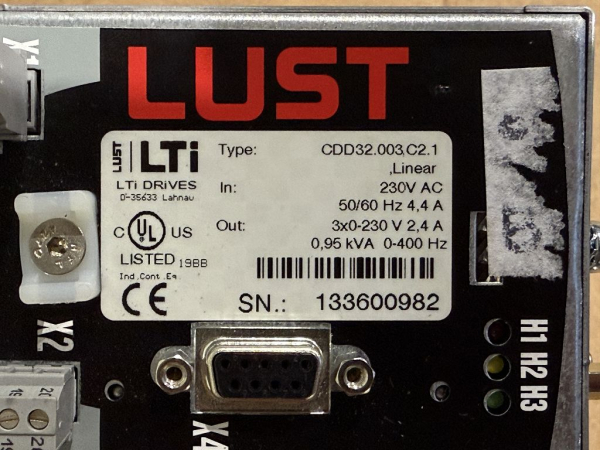 LUST
LUST LTi
LTi DRiVES
D-35633 Lahnau
Type: CDD32.003,C2.1
,Linear
In: 230V AC
50/60 Hz 4,4 A
Out: 3x0-230 V 2,4 A
0,95 kVA 0-400 Hz
C UL US
LISTED 19BB
Ind.Cont.Eq.
CE
SN.: 133600982
X2
X4
H1 H2 H3